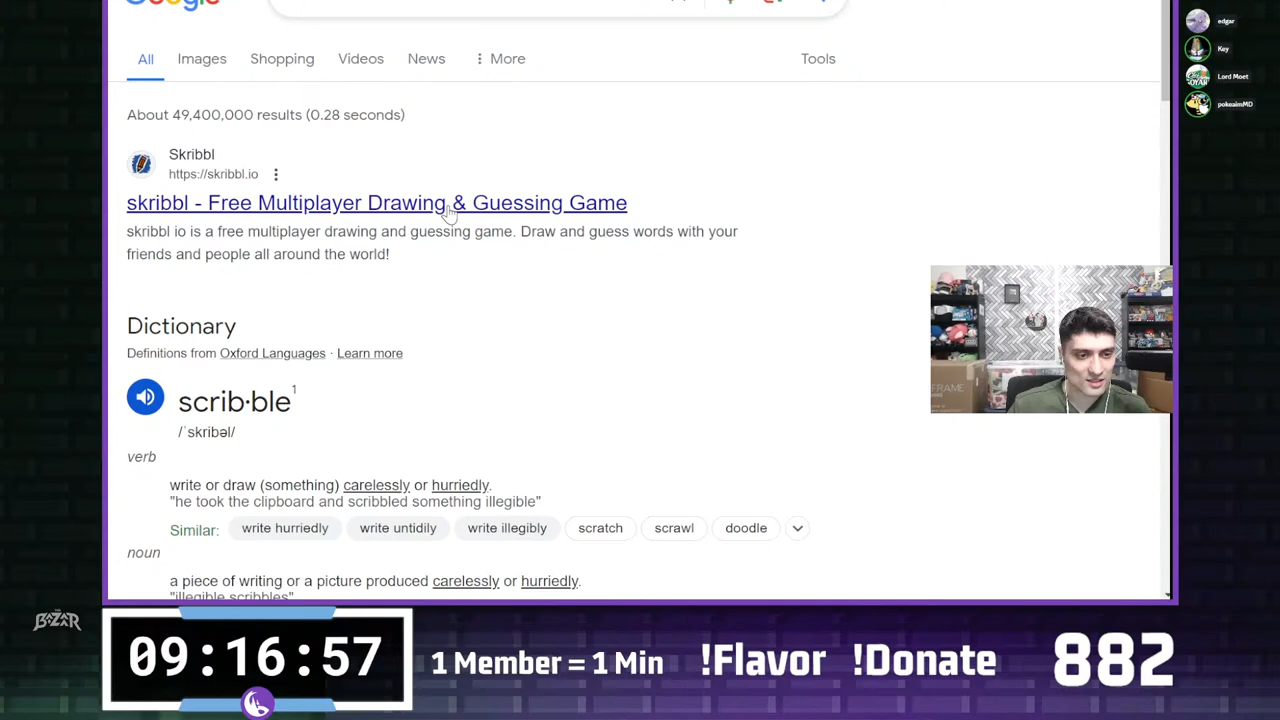 Google
edgar
Key
Lord Moet
pokeaimMD
All Images Shopping Videos News More Tools
About 49,400,000 results (0.28 seconds)
Skribbl
https://skribbl.io
skribbl - Free Multiplayer Drawing & Guessing Game
skribbl io is a free multiplayer drawing and guessing game. Draw and guess words with your
friends and people all around the world!
Dictionary
Definitions from Oxford Languages · Learn more
scrib·ble1
/ˈskribəl/
verb
write or draw (something) carelessly or hurriedly.
"he took the clipboard and scribbled something illegible"
Similar: write hurriedly write untidily write illegibly scratch scrawl doodle
noun
a piece of writing or a picture produced carelessly or hurriedly.
"illegible scribbles"
09:16:57 1 Member = 1 Min !Flavor !Donate 882